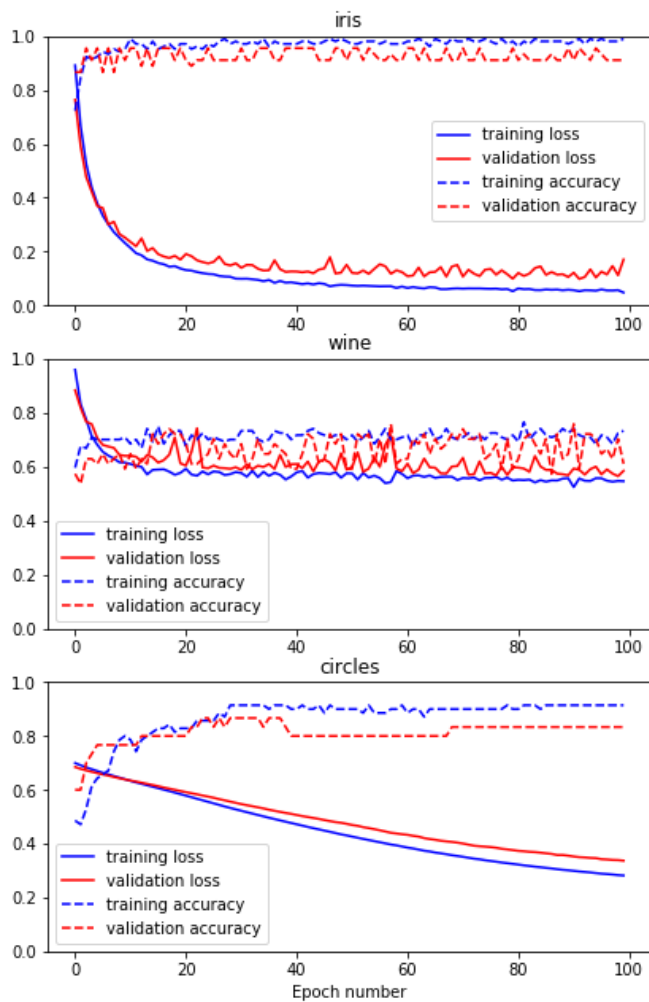 iris
1.0
0.8
0.6
0.4
0.2
0.0
training loss
validation loss
training accuracy
validation accuracy
0 20 40 60 80 100
wine
1.0
0.8
0.6
0.4
0.2
0.0
training loss
validation loss
training accuracy
validation accuracy
0 20 40 60 80 100
circles
1.0
0.8
0.6
0.4
0.2
0.0
training loss
validation loss
training accuracy
validation accuracy
0 20 40 60 80 100
Epoch number